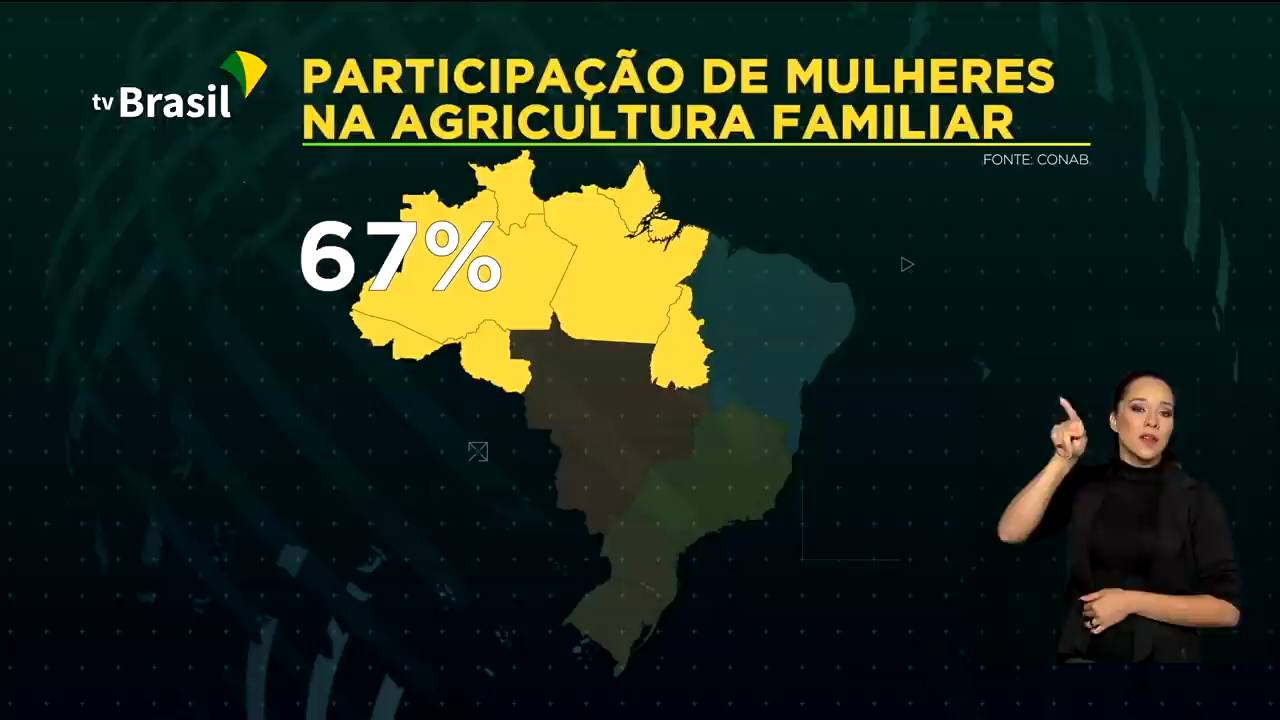 tv Brasil
PARTICIPAÇÃO DE MULHERES
NA AGRICULTURA FAMILIAR
FONTE: CONAB
67%